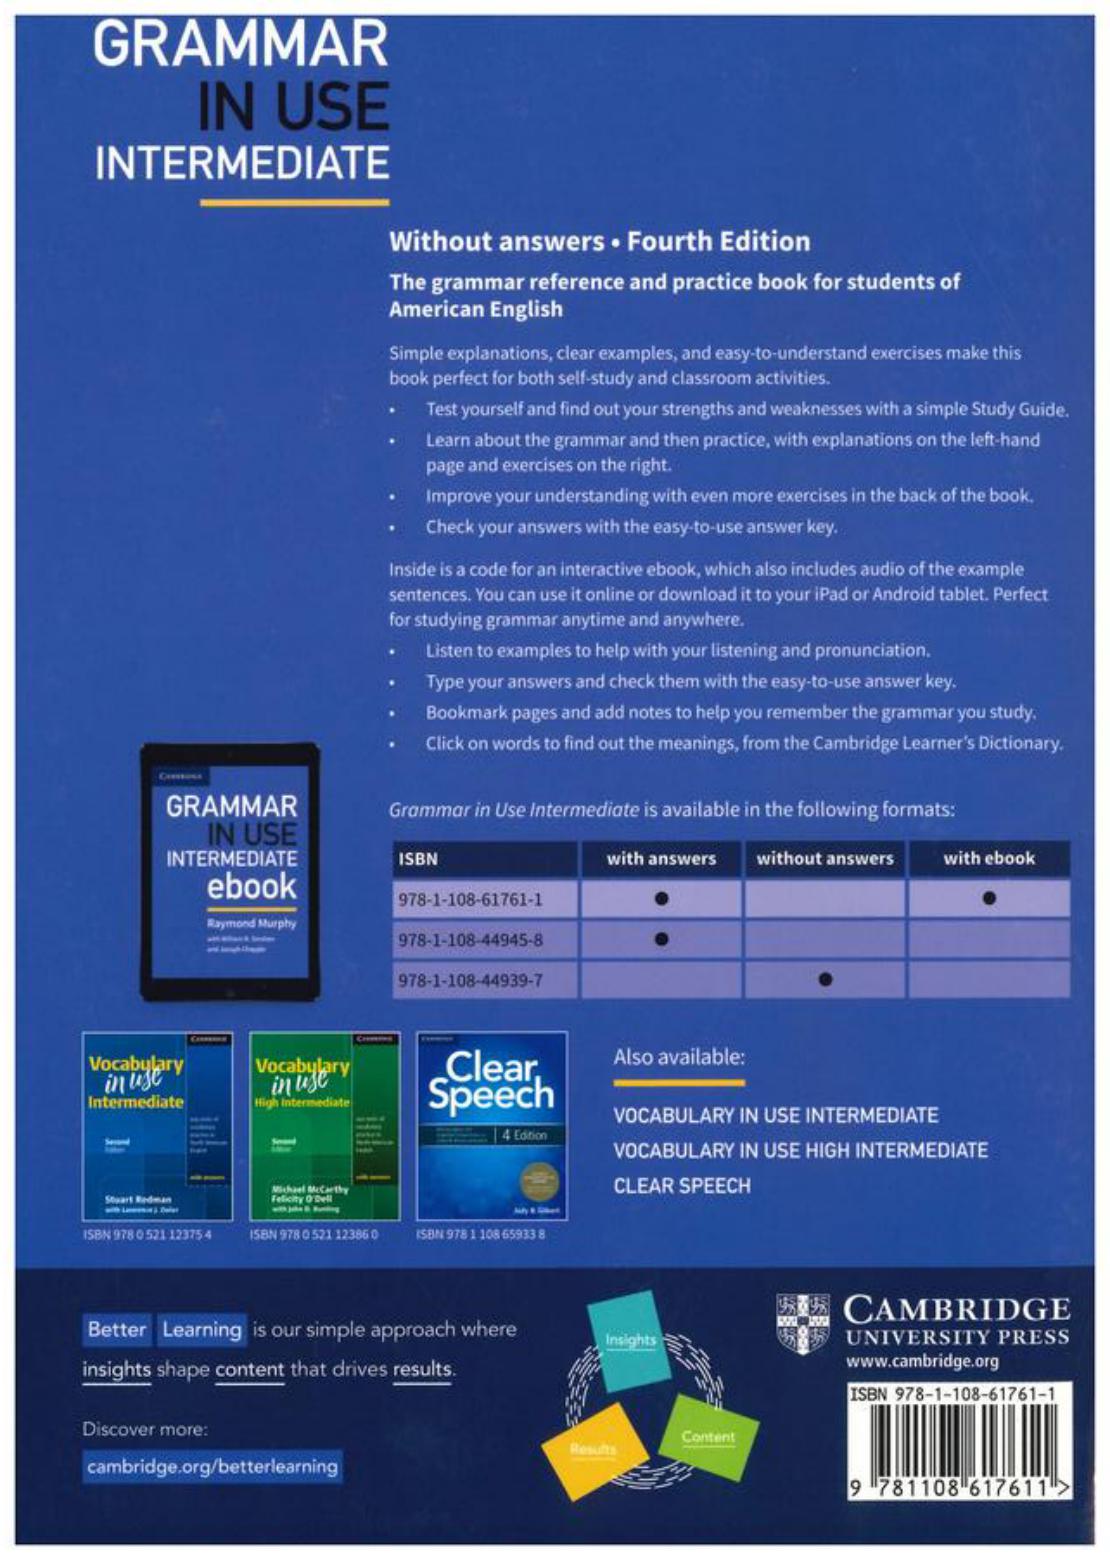 GRAMMAR
IN USE
INTERMEDIATE
Without answers • Fourth Edition
The grammar reference and practice book for students of
American English
Simple explanations, clear examples, and easy-to-understand exercises make this
book perfect for both self-study and classroom activities.
• Test yourself and find out your strengths and weaknesses with a simple Study Guide.
• Learn about the grammar and then practice, with explanations on the left-hand
page and exercises on the right.
• Improve your understanding with even more exercises in the back of the book.
• Check your answers with the easy-to-use answer key.
Inside is a code for an interactive ebook, which also includes audio of the example
sentences. You can use it online or download it to your iPad or Android tablet. Perfect
for studying grammar anytime and anywhere.
• Listen to examples to help with your listening and pronunciation.
• Type your answers and check them with the easy-to-use answer key.
• Bookmark pages and add notes to help you remember the grammar you study.
• Click on words to find out the meanings, from the Cambridge Learner's Dictionary.
CAMBRIDGE
GRAMMAR
IN USE
INTERMEDIATE
ebook
Raymond Murphy
Grammar in Use Intermediate is available in the following formats:
ISBN with answers without answers with ebook
978-1-108-61761-1 ● ●
978-1-108-44945-8 ●
978-1-108-44939-7 ●
CAMBRIDGE
Vocabulary
in use
Intermediate
Second
Edition
with answers
Stuart Redman
ISBN 978 0 521 12375 4
CAMBRIDGE
Vocabulary
in use
High Intermediate
Second
Edition
with answers
Michael McCarthy
Felicity O'Dell
with John D. Bunting
ISBN 978 0 521 12386 0
CAMBRIDGE
Clear
Speech
4 Edition
Judy B. Gilbert
ISBN 978 1 108 65933 8
Also available:
VOCABULARY IN USE INTERMEDIATE
VOCABULARY IN USE HIGH INTERMEDIATE
CLEAR SPEECH
Better Learning is our simple approach where
insights shape content that drives results.
Discover more:
cambridge.org/betterlearning
Insights
Results
Content
CAMBRIDGE
UNIVERSITY PRESS
www.cambridge.org
ISBN 978-1-108-61761-1
9 781108 617611 >